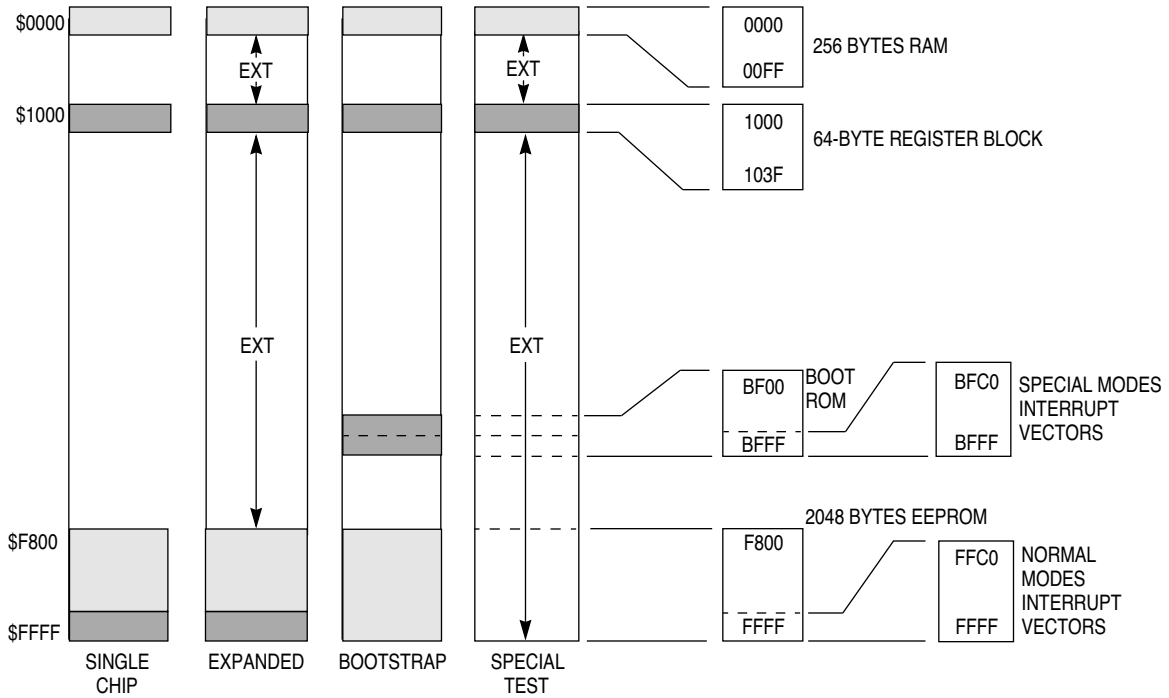 $0000
EXT
EXT
0000
00FF
256 BYTES RAM
$1000
1000
103F
64-BYTE REGISTER BLOCK
EXT
EXT
BF00
BFFF
BOOT
ROM
BFC0
BFFF
SPECIAL MODES
INTERRUPT
VECTORS
2048 BYTES EEPROM
$F800
F800
FFFF
FFC0
FFFF
NORMAL
MODES
INTERRUPT
VECTORS
$FFFF
SINGLE
CHIP
EXPANDED
BOOTSTRAP
SPECIAL
TEST